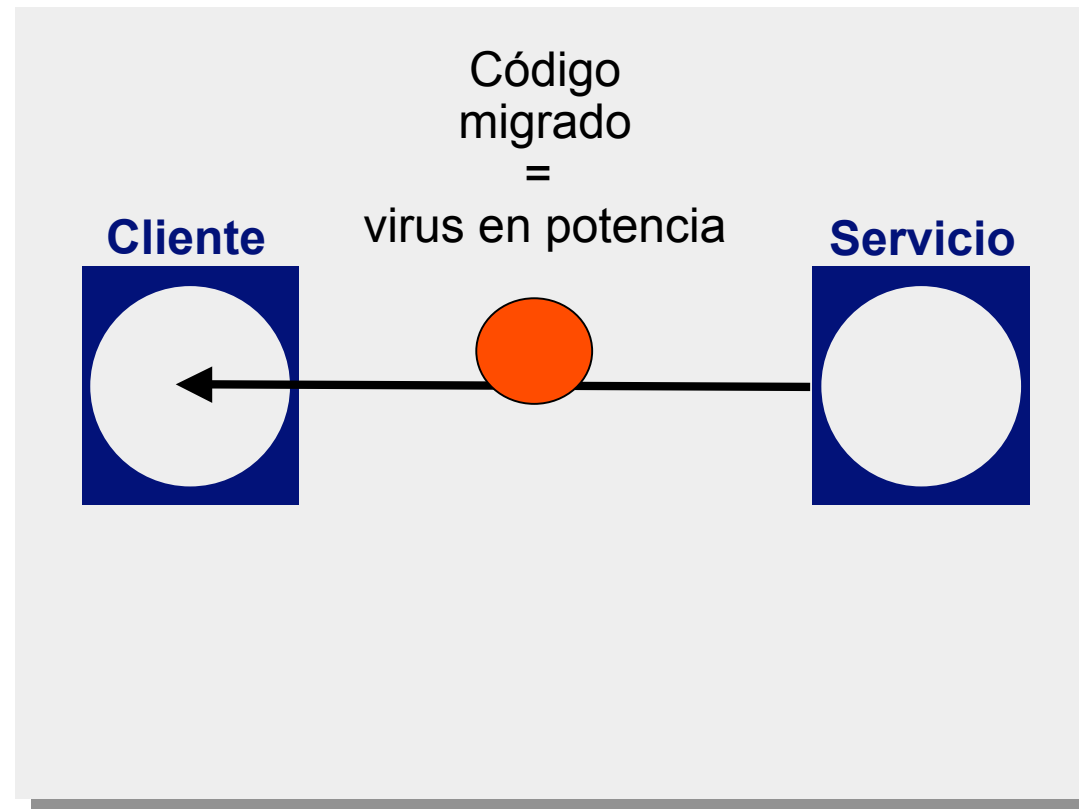 Código
migrado
=
virus en potencia
Cliente
Servicio